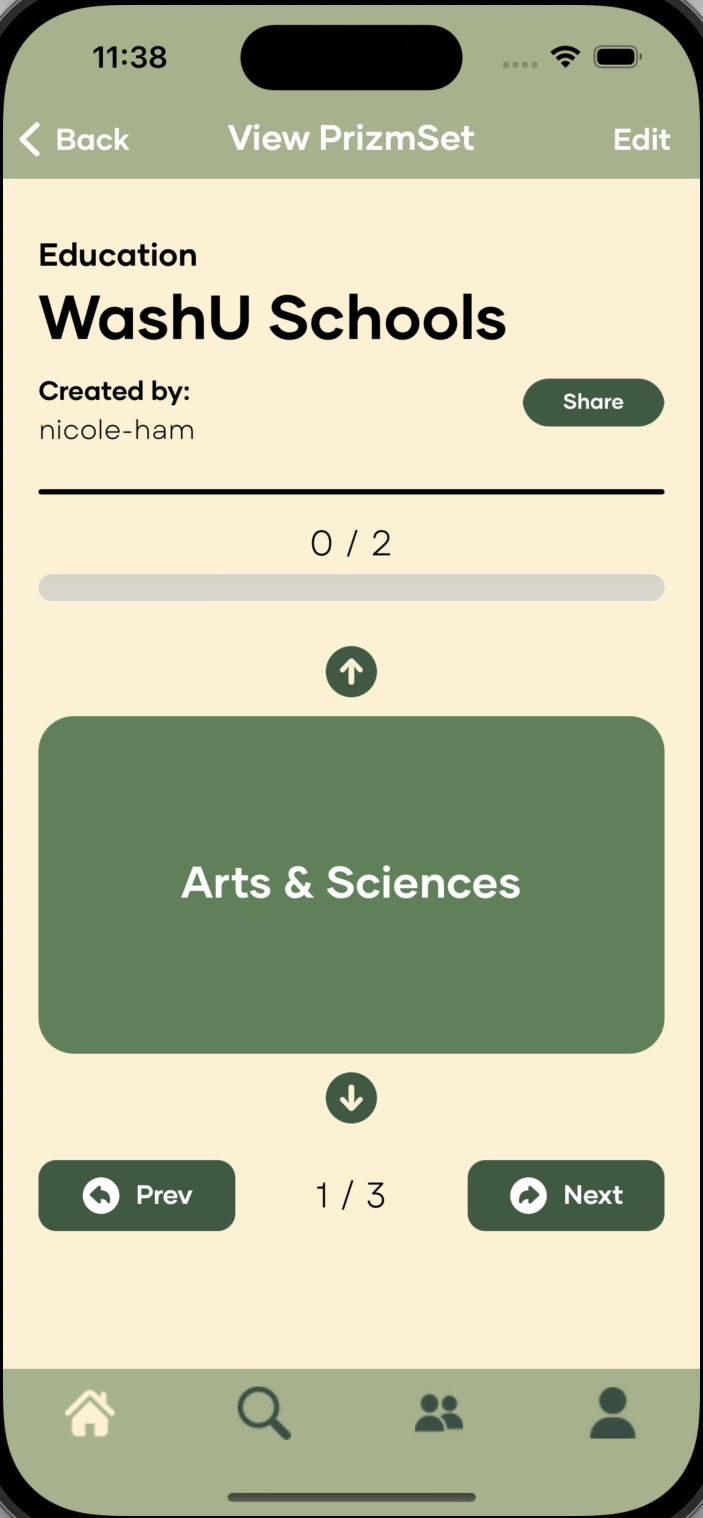 11:38
Back
View PrizmSet
Edit
Education
WashU Schools
Created by:
nicole-ham
Share
0 / 2
Arts & Sciences
Prev
1 / 3
Next